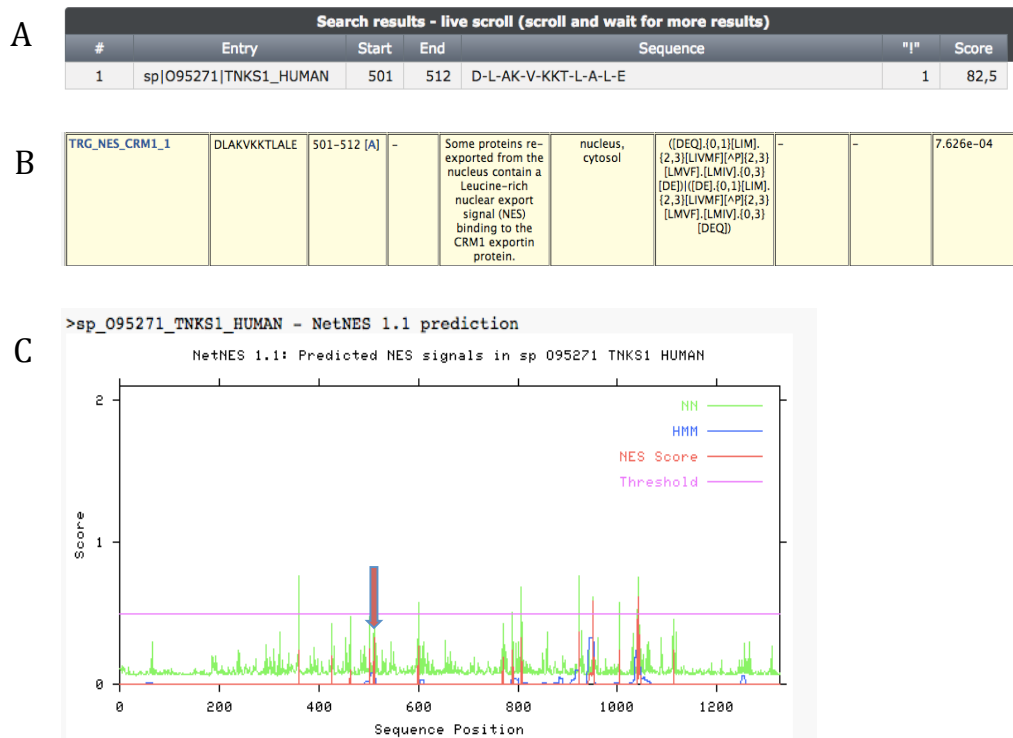 A
Search results - live scroll (scroll and wait for more results)
# Entry Start End Sequence "!" Score
1 sp|O95271|TNKS1_HUMAN 501 512 D-L-AK-V-KKT-L-A-L-E 1 82,5
B
TRG_NES_CRM1_1 DLAKVKKTLALE 501-512 [A] -
Some proteins re-
exported from the
nucleus contain a
Leucine-rich
nuclear export
signal (NES)
binding to the
CRM1 exportin
protein.
nucleus,
cytosol
([DEQ].{0,1}[LIM].
{2,3}[LIVMF][^P]{2,3}
[LMVF].[LMIV].{0,3}
[DE])|([DE].{0,1}[LIM].
{2,3}[LIVMF][^P]{2,3}
[LMVF].[LMIV].{0,3}
[DEQ])
- - 7.626e-04
C
>sp_O95271_TNKS1_HUMAN - NetNES 1.1 prediction
NetNES 1.1: Predicted NES signals in sp O95271 TNKS1 HUMAN
NN
HMM
NES Score
Threshold
Score
2
1
0
0 200 400 600 800 1000 1200
Sequence Position